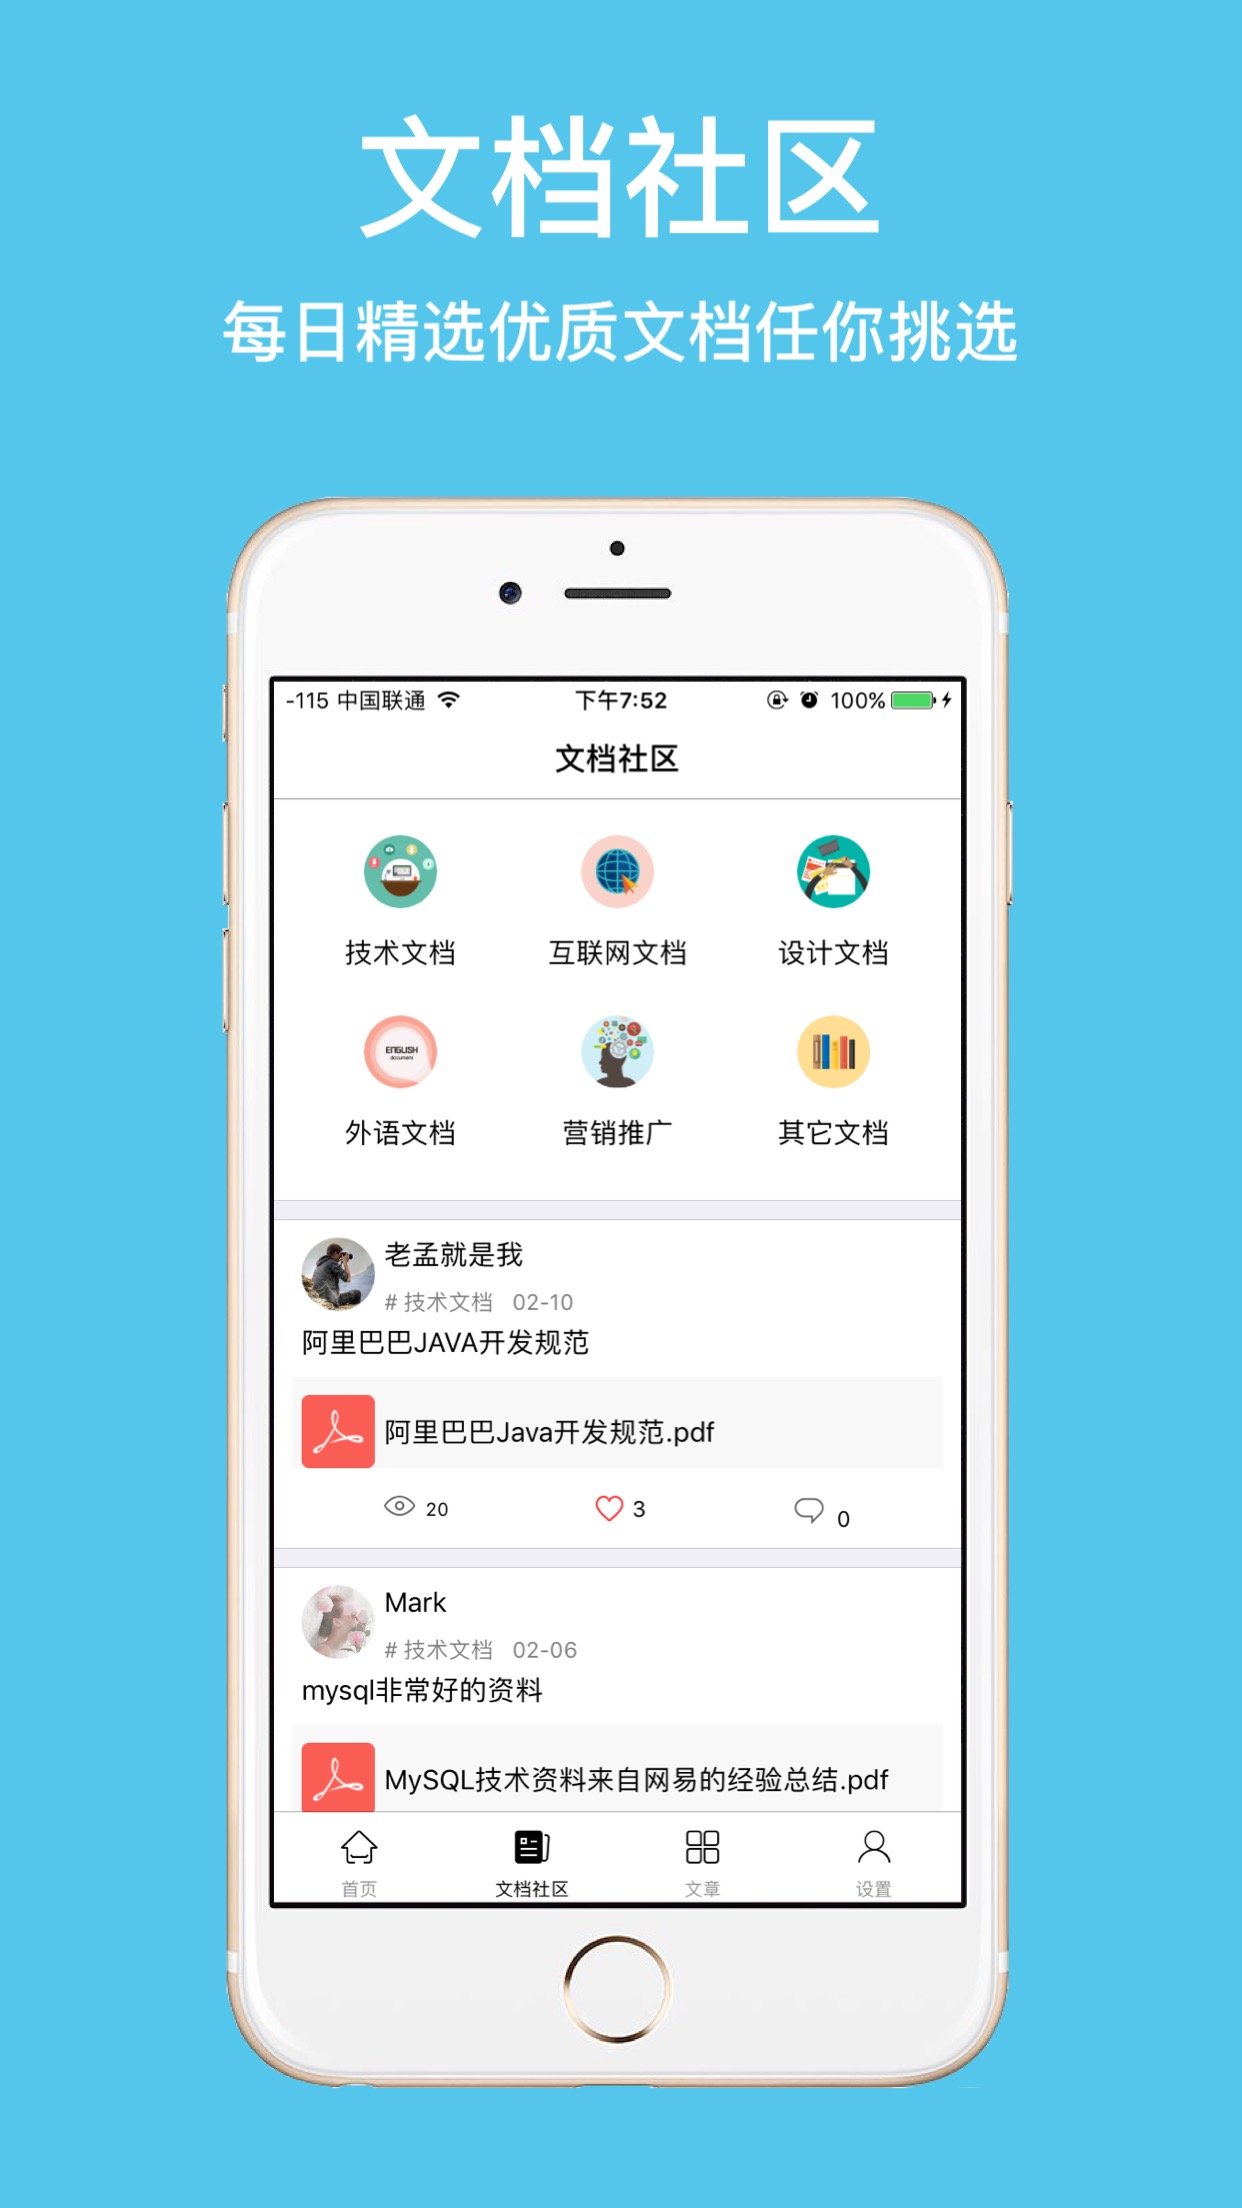 文档社区
每日精选优质文档任你挑选
-115 中国联通 下午7:52 100%
文档社区
技术文档 互联网文档 设计文档
ENGLISH
document
外语文档 营销推广 其它文档
老孟就是我
# 技术文档 02-10
阿里巴巴JAVA开发规范
阿里巴巴Java开发规范.pdf
20 3 0
Mark
# 技术文档 02-06
mysql非常好的资料
MySQL技术资料来自网易的经验总结.pdf
首页 文档社区 文章 设置